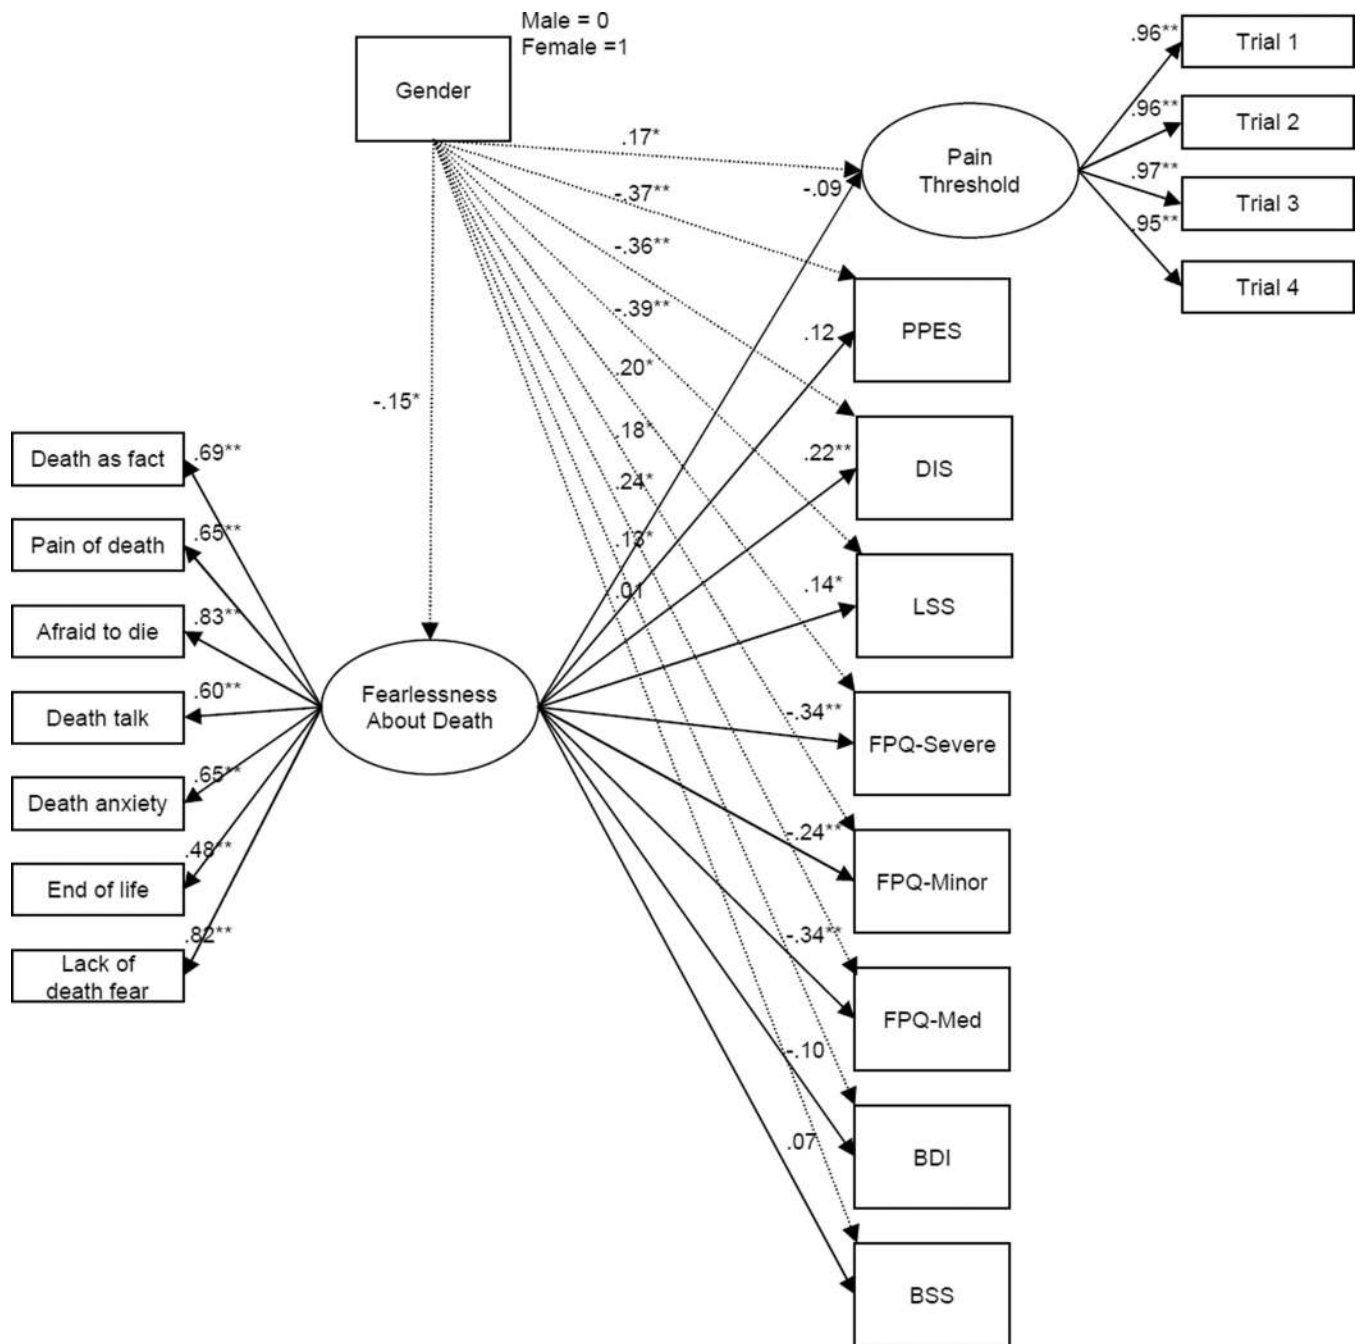 Male = 0
Female =1
Gender
.17*
-.37**
-.36**
-.39**
.20*
.18*
.24*
.13*
.01
-.15*
Pain
Threshold
.96**
.96**
.97**
.95**
Trial 1
Trial 2
Trial 3
Trial 4
Death as fact
Pain of death
Afraid to die
Death talk
Death anxiety
End of life
Lack of
death fear
.69**
.65**
.83**
.60**
.65**
.48**
.82**
Fearlessness
About Death
-.09
.12
.22**
.14*
-.34**
-.24**
-.34**
-.10
.07
PPES
DIS
LSS
FPQ-Severe
FPQ-Minor
FPQ-Med
BDI
BSS